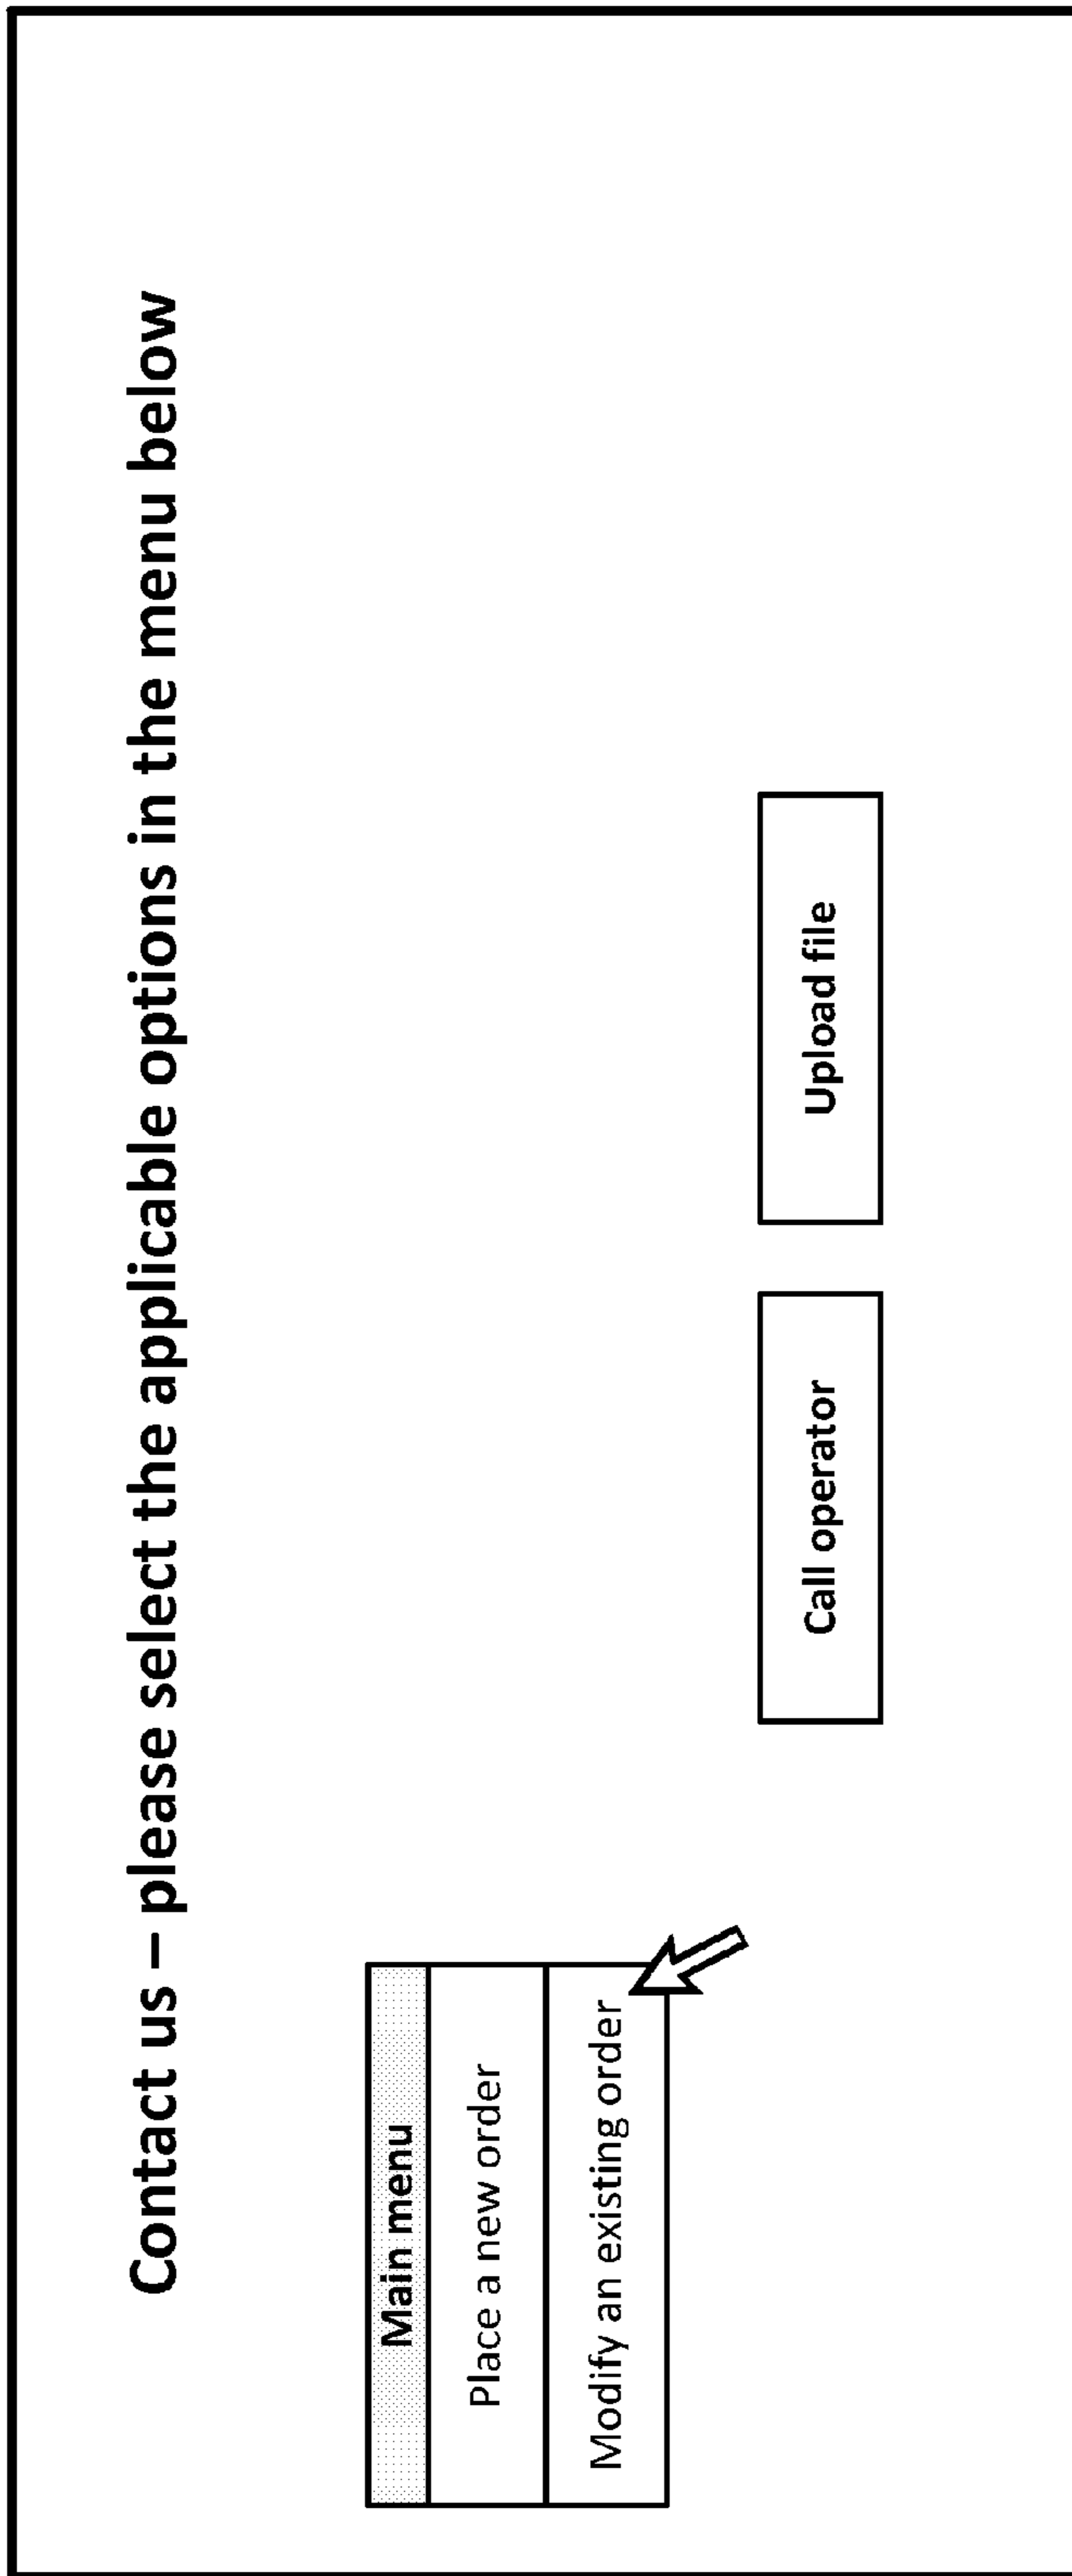 Contact us – please select the applicable options in the menu below
Main menu
Place a new order
Modify an existing order
Call operator
Upload file